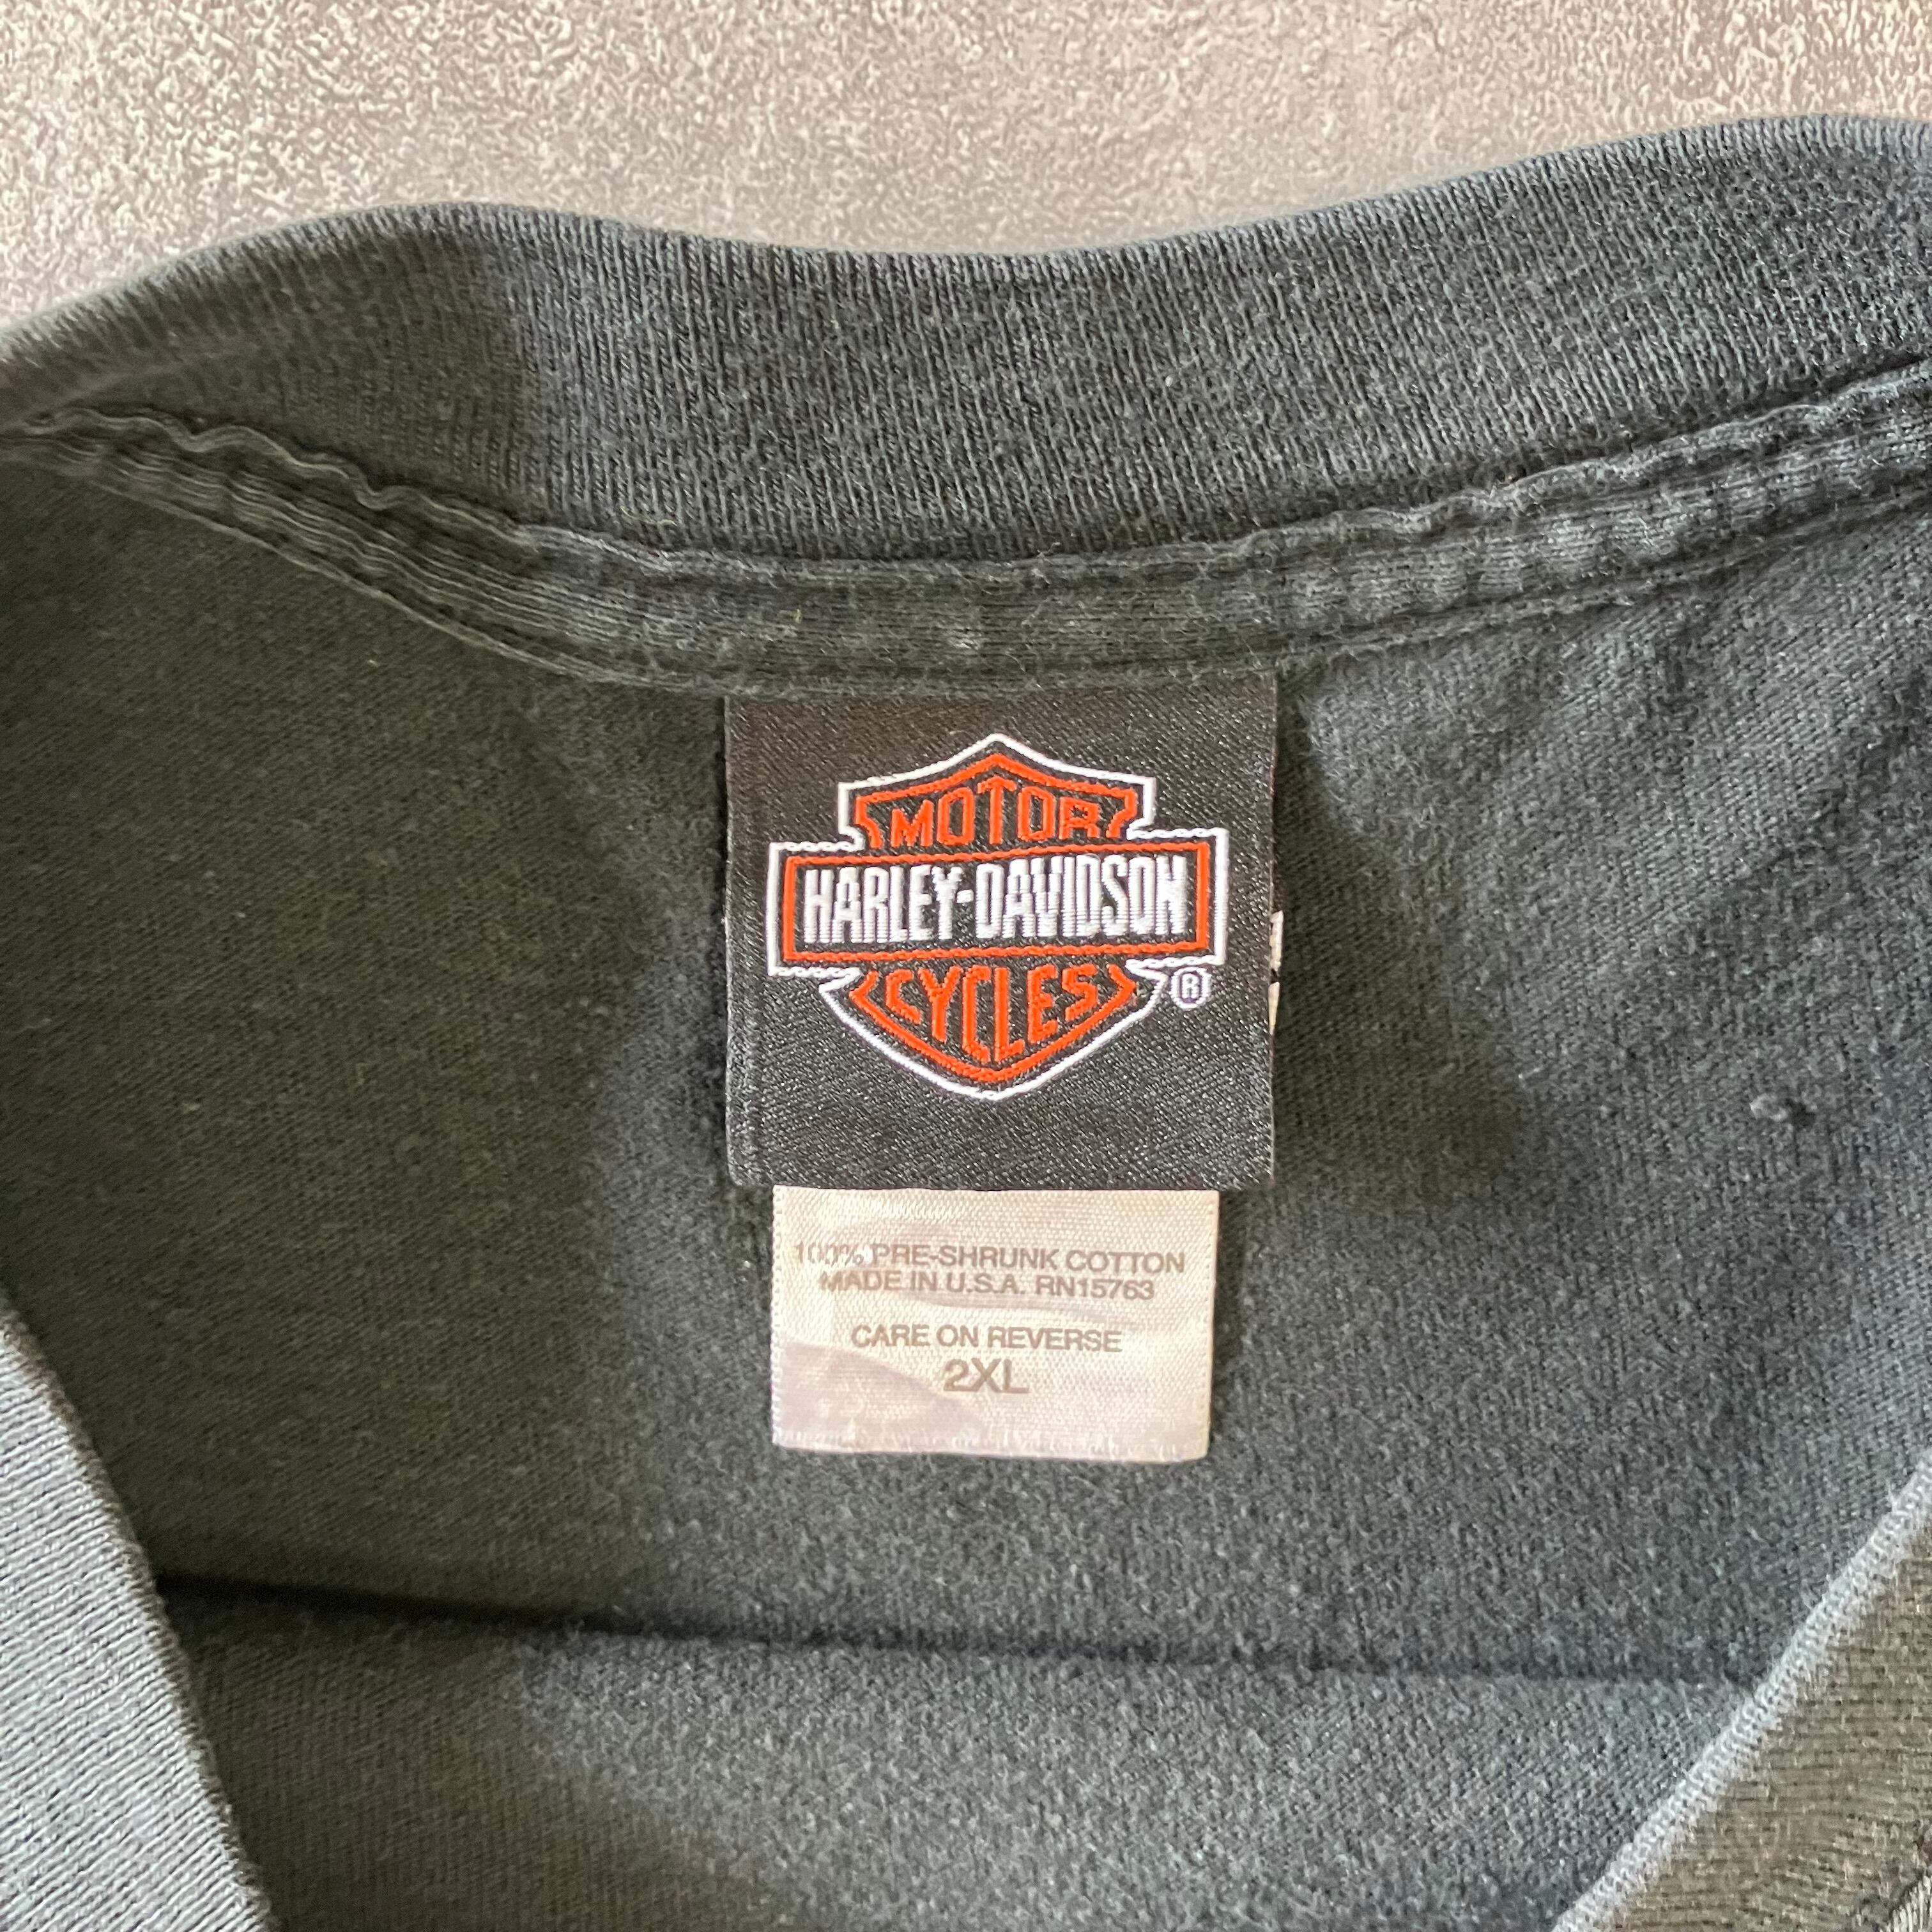 MOTOR
HARLEY-DAVIDSON
CYCLES
®
100% PRE-SHRUNK COTTON
MADE IN U.S.A. RN15763
CARE ON REVERSE
2XL